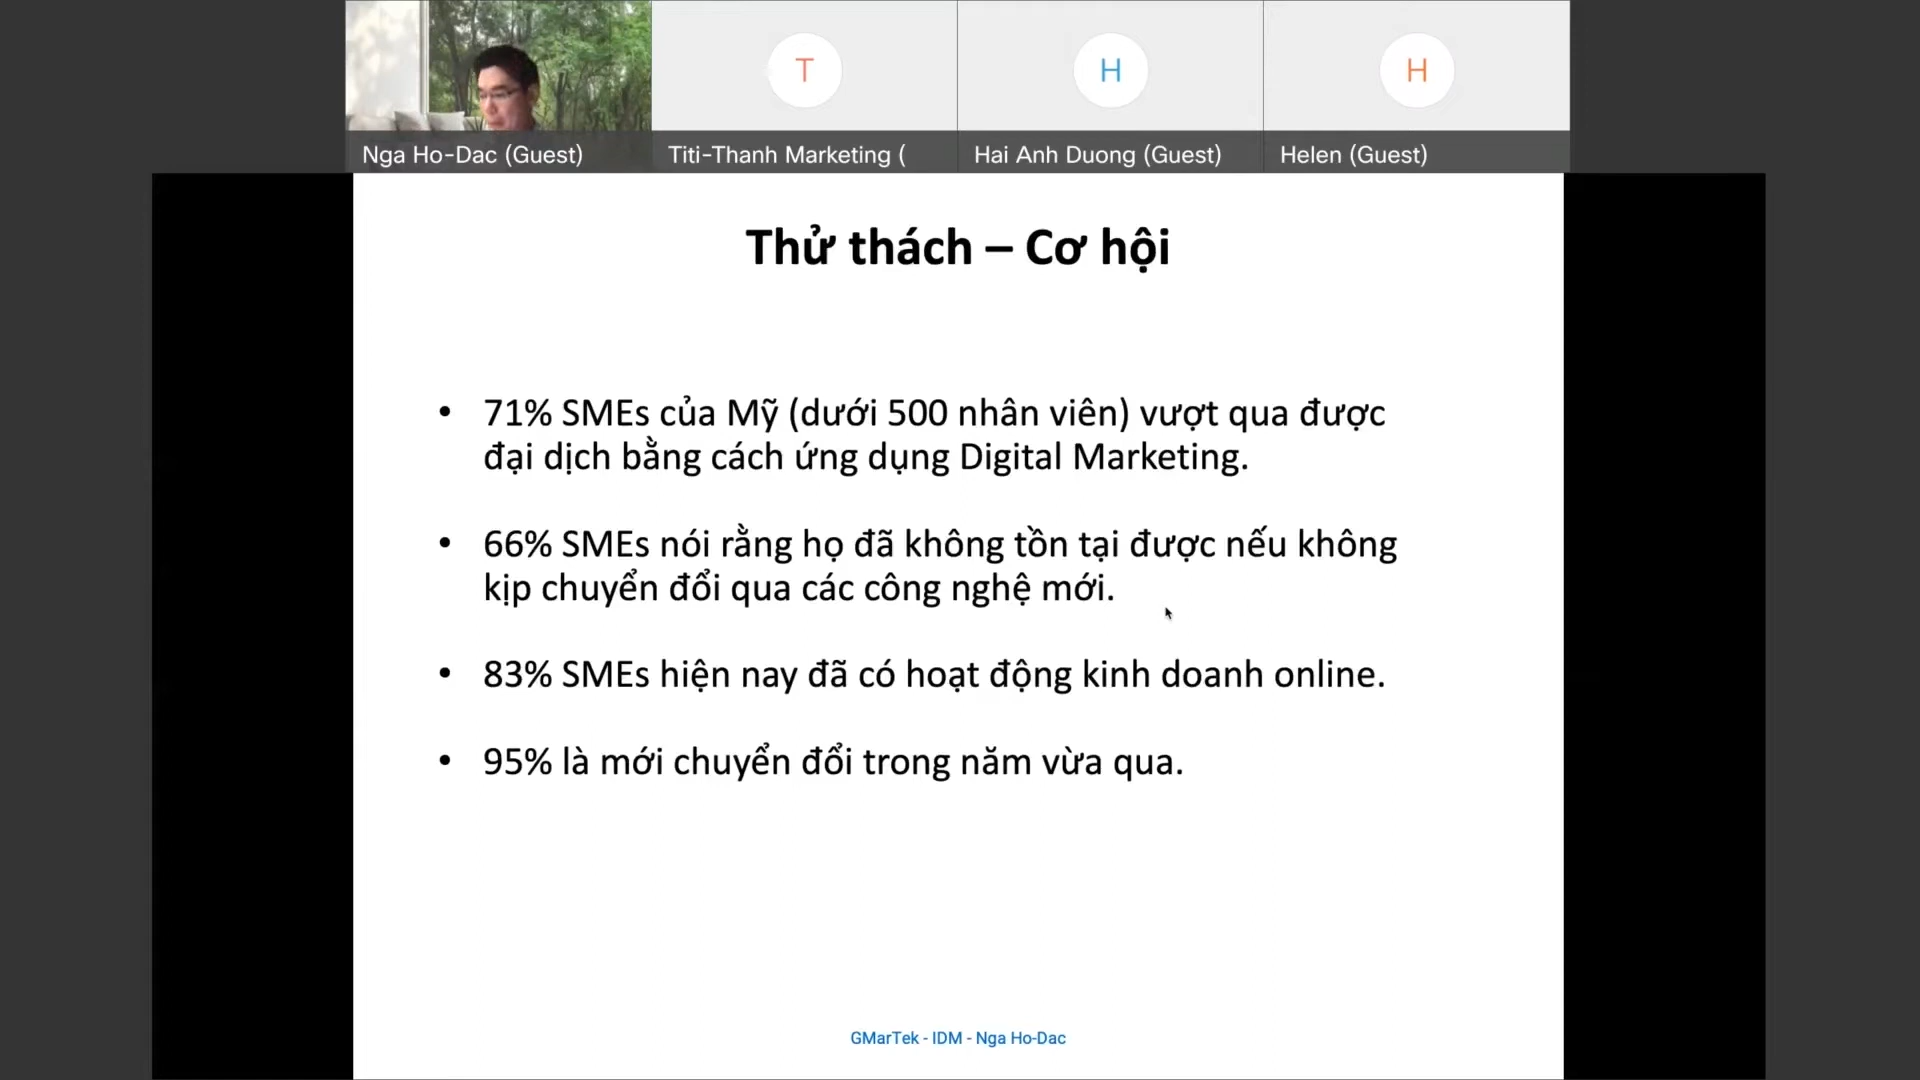 T
H
H
Nga Ho-Dac (Guest)
Titi-Thanh Marketing (
Hai Anh Duong (Guest)
Helen (Guest)
Thử thách – Cơ hội
• 71% SMEs của Mỹ (dưới 500 nhân viên) vượt qua được
đại dịch bằng cách ứng dụng Digital Marketing.
• 66% SMEs nói rằng họ đã không tồn tại được nếu không
kịp chuyển đổi qua các công nghệ mới.
• 83% SMEs hiện nay đã có hoạt động kinh doanh online.
• 95% là mới chuyển đổi trong năm vừa qua.
GMarTek - IDM - Nga Ho-Dac